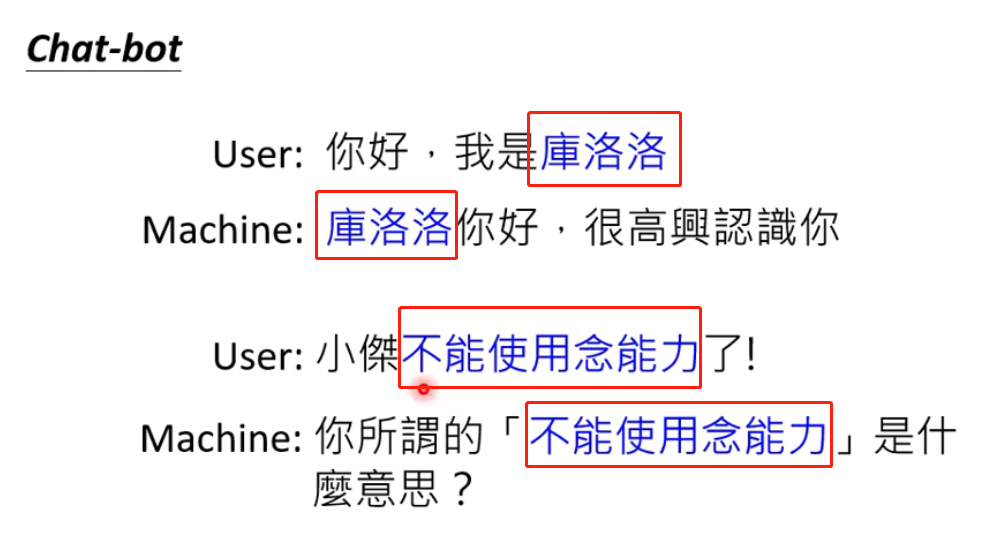 Chat-bot
User: 你好，我是庫洛洛
Machine: 庫洛洛你好，很高興認識你
User: 小傑不能使用念能力了!
Machine: 你所謂的「不能使用念能力」是什
麼意思？